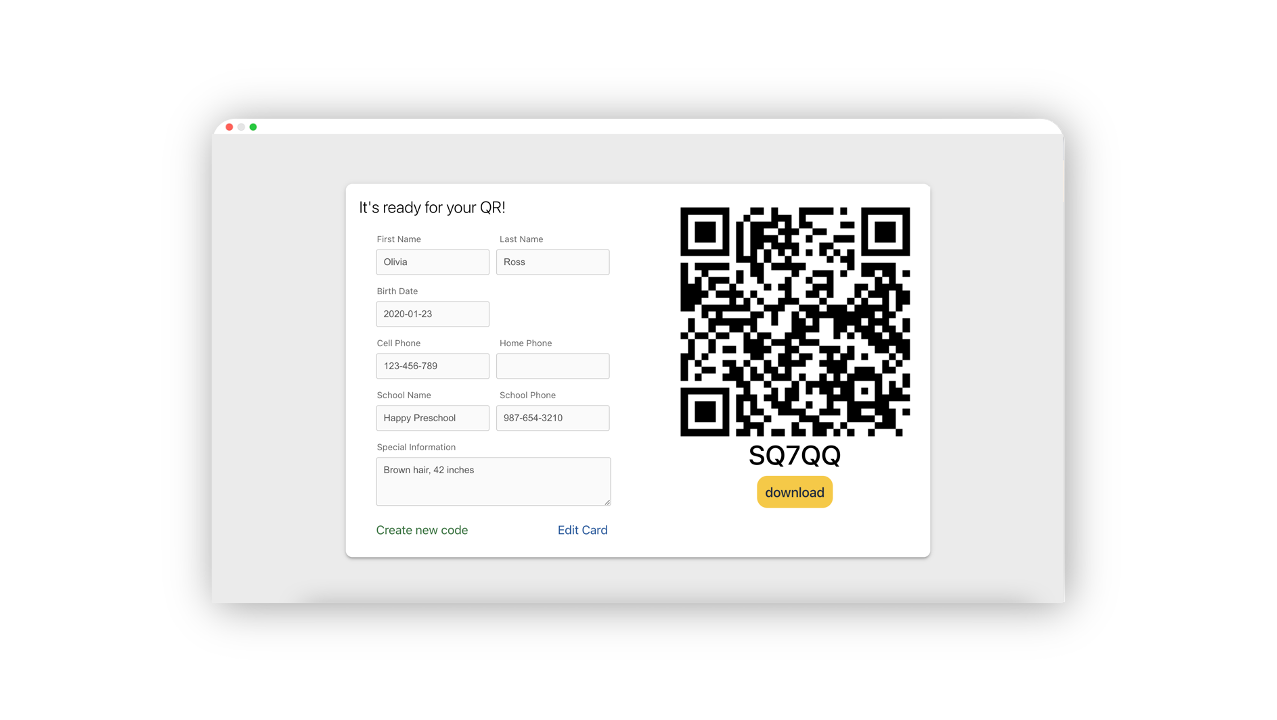 It's ready for your QR!
First Name Last Name
Olivia Ross
Birth Date
2020-01-23
Cell Phone Home Phone
123-456-789
School Name School Phone
Happy Preschool 987-654-3210
Special Information
Brown hair, 42 inches
Create new code Edit Card
SQ7QQ
download